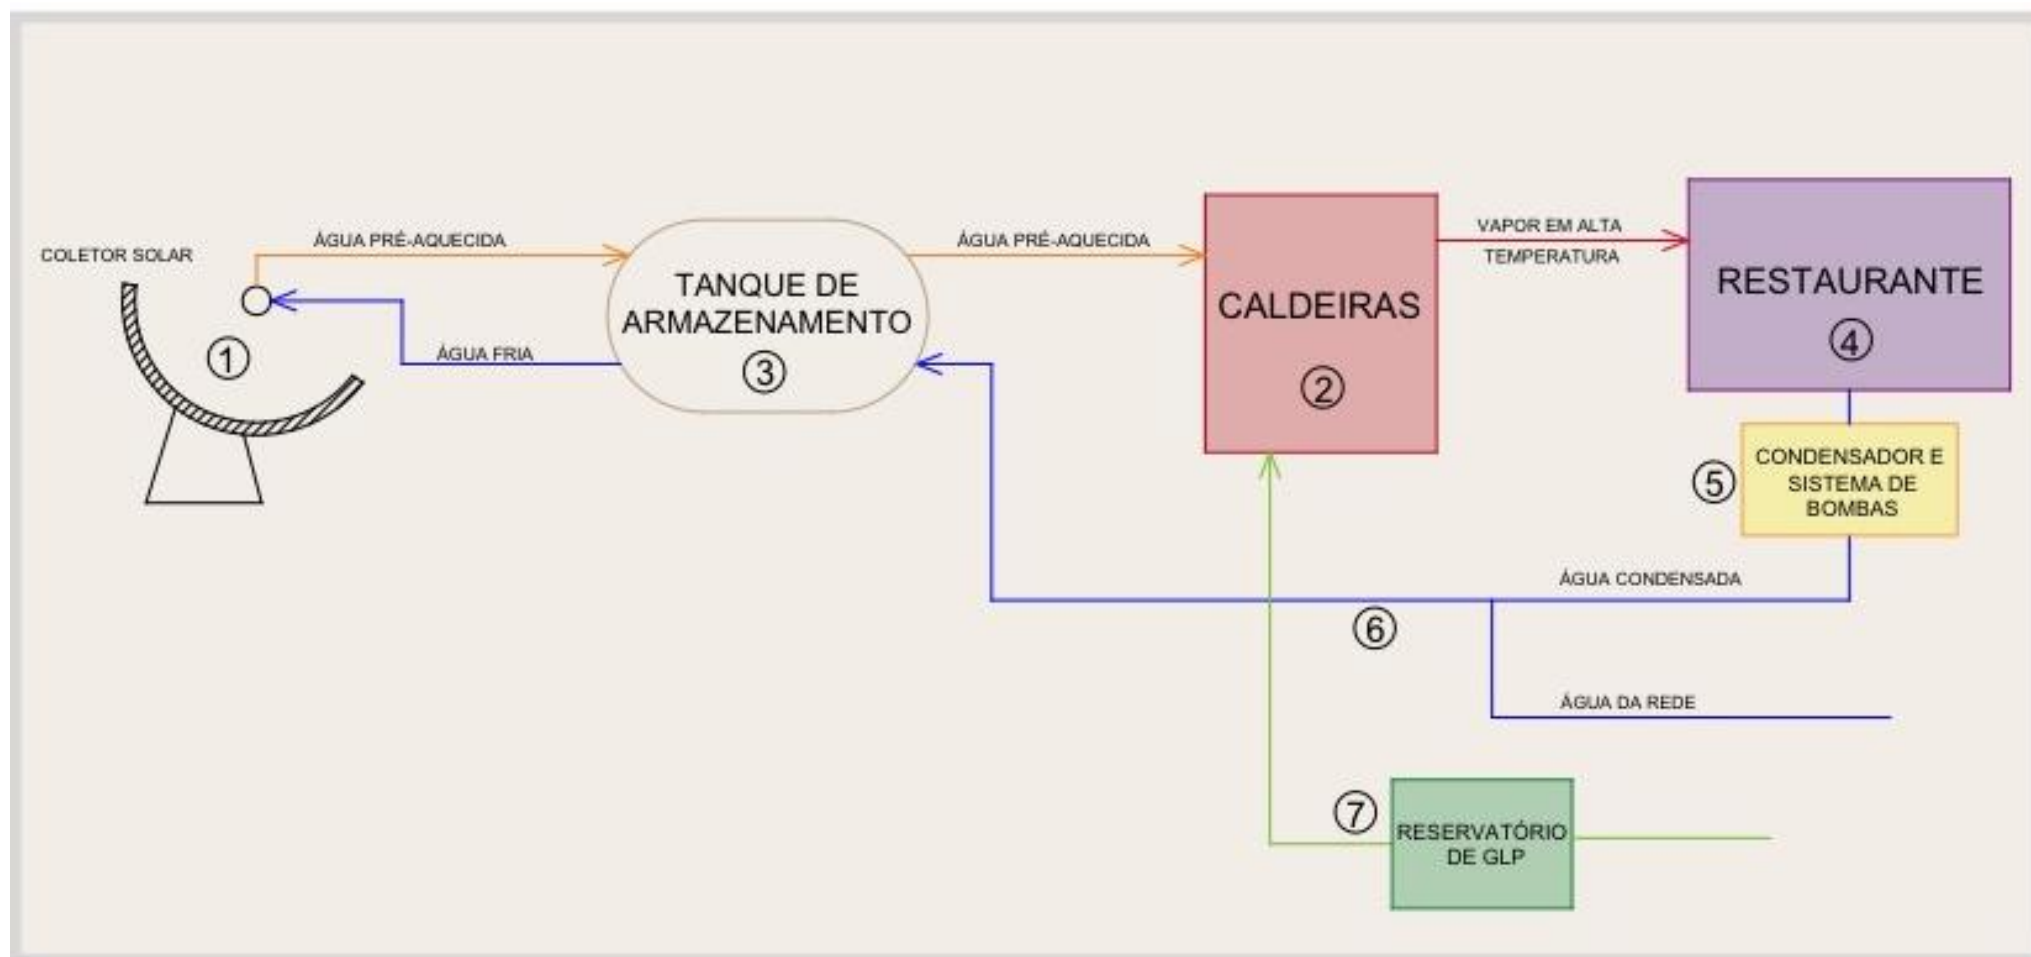 COLETOR SOLAR
ÁGUA PRÉ-AQUECIDA
ÁGUA FRIA
1
TANQUE DE
ARMAZENAMENTO
3
ÁGUA PRÉ-AQUECIDA
CALDEIRAS
2
VAPOR EM ALTA
TEMPERATURA
RESTAURANTE
4
5
CONDENSADOR E
SISTEMA DE
BOMBAS
ÁGUA CONDENSADA
6
ÁGUA DA REDE
7
RESERVATÓRIO
DE GLP